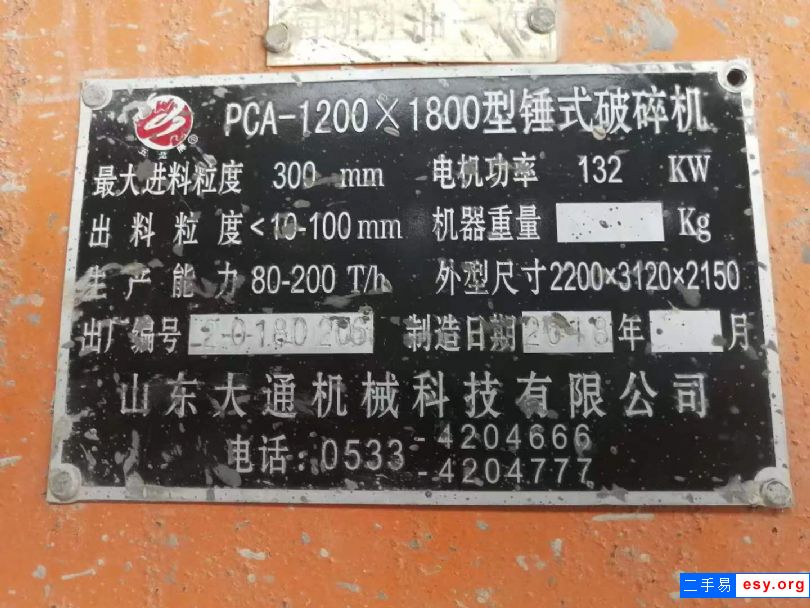 PCA-1200×1800型锤式破碎机
最大进料粒度 300 mm 电机功率 132 KW
出料粒度 <10-100 mm 机器重量 Kg
生产能力 80-200 T/h 外型尺寸 2200×3120×2150
出厂编号 20180206 制造日期 2018 年 月
山东大通机械科技有限公司
电话:0533-4204666
-4204777
二手易 esy.org